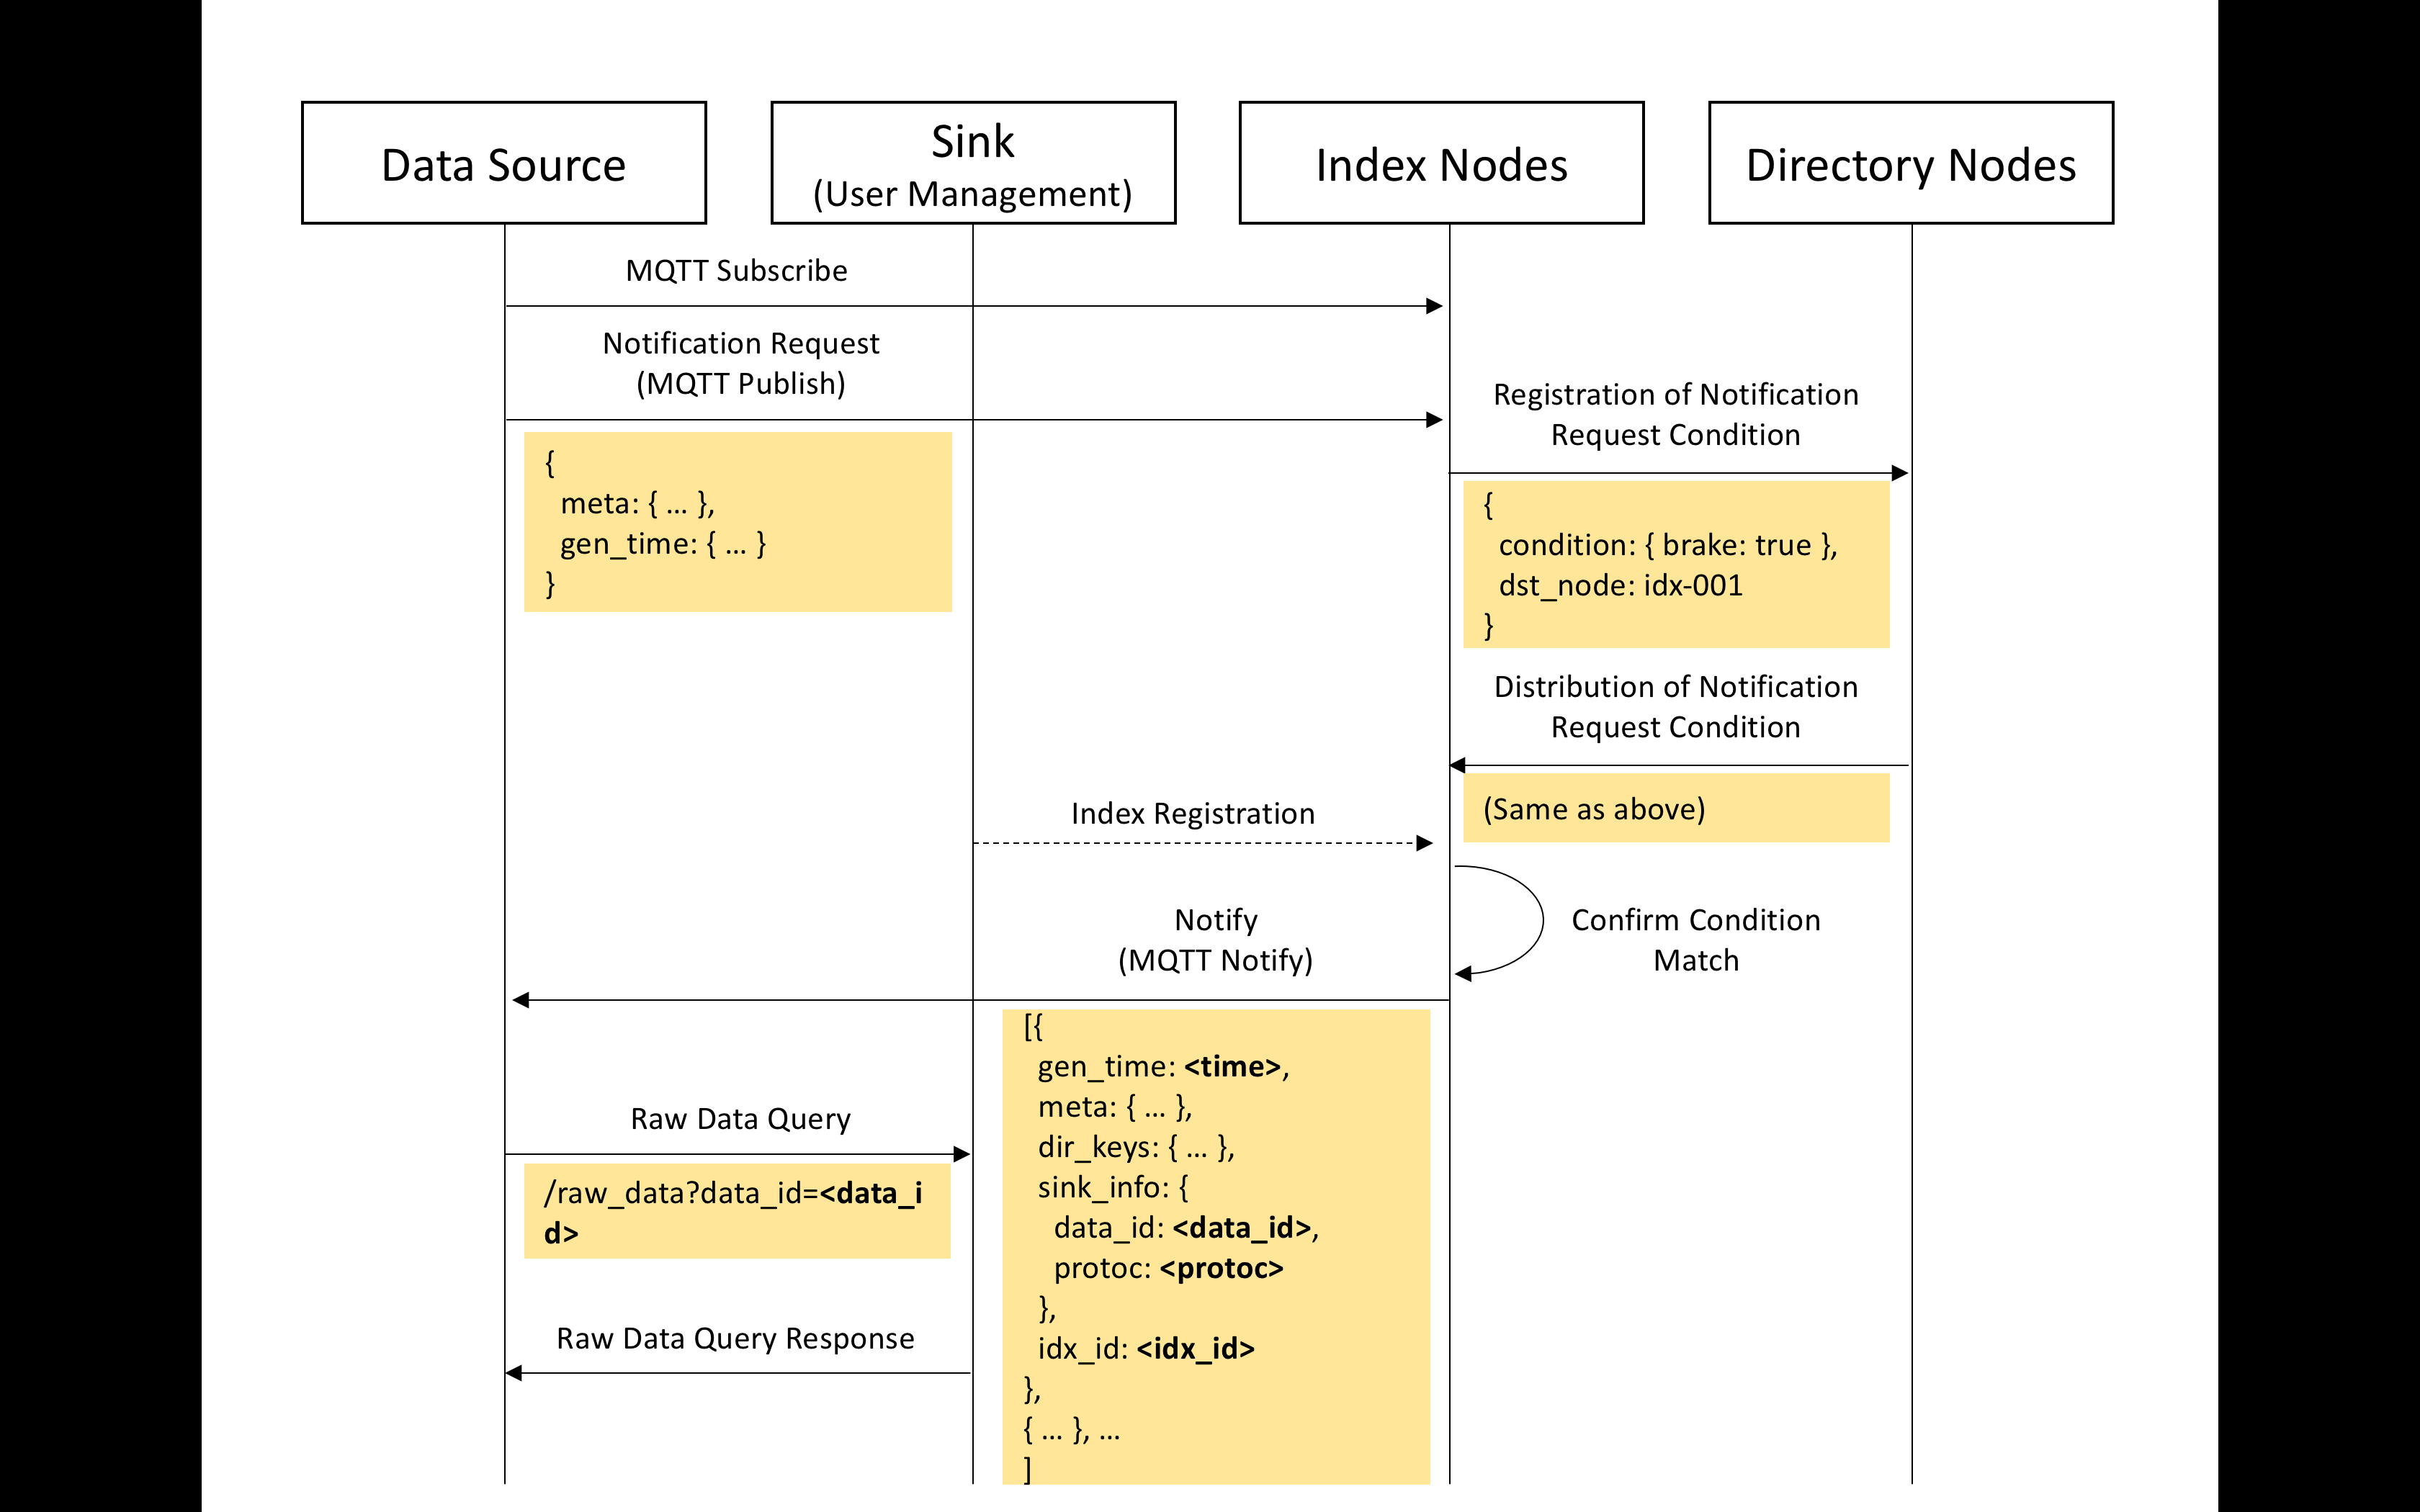 Data Source
Sink
(User Management)
Index Nodes
Directory Nodes
MQTT Subscribe
Notification Request
(MQTT Publish)
{
meta: { ... },
gen_time: { ... }
}
Registration of Notification
Request Condition
{
condition: { brake: true },
dst_node: idx-001
}
Distribution of Notification
Request Condition
(Same as above)
Index Registration
Confirm Condition
Match
Notify
(MQTT Notify)
[{
gen_time: <time>,
meta: { ... },
dir_keys: { ... },
sink_info: {
data_id: <data_id>,
protoc: <protoc>
},
idx_id: <idx_id>
},
{ ... }, ...
]
Raw Data Query
/raw_data?data_id=<data_i
d>
Raw Data Query Response